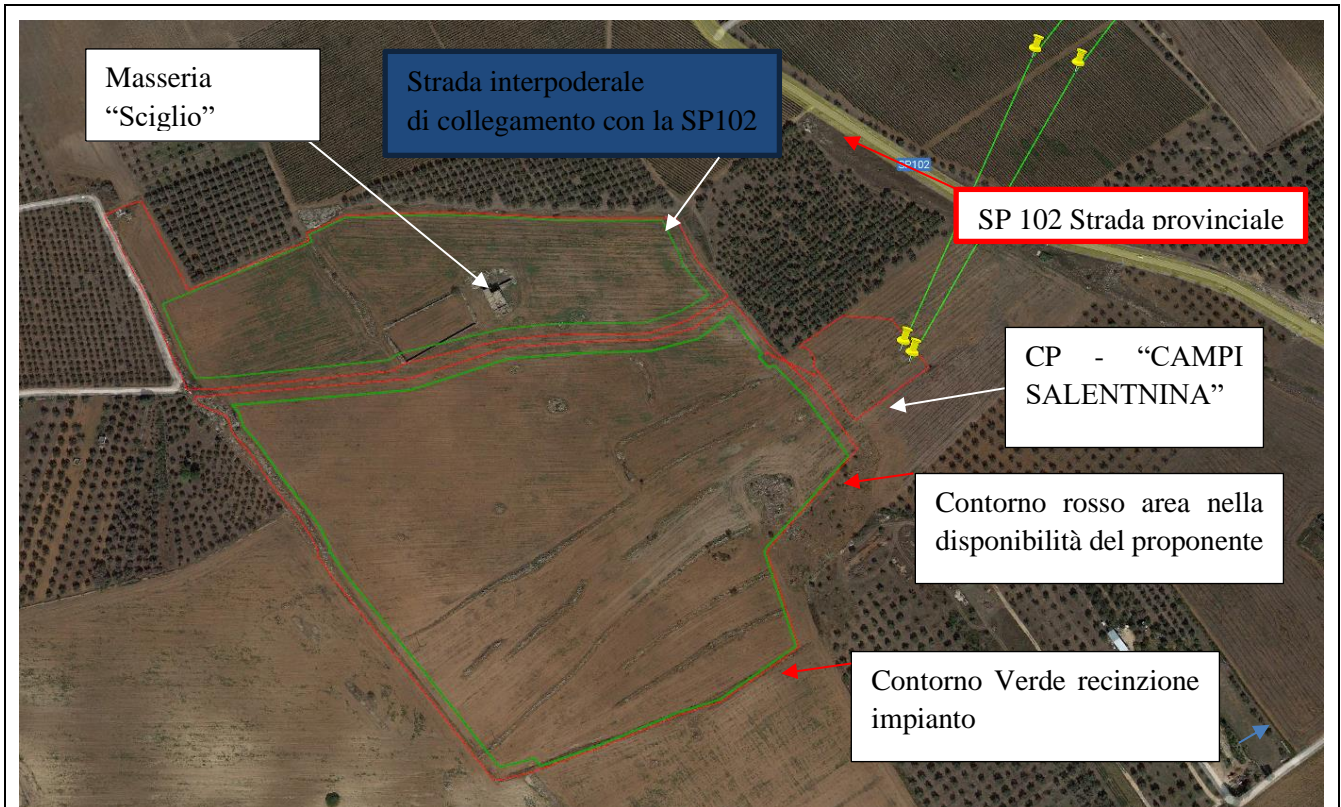 Masseria
“Sciglio”
Strada interpoderale
di collegamento con la SP102
SP102
SP 102 Strada provinciale
CP - “CAMPI
SALENTNINA”
Contorno rosso area nella
disponibilità del proponente
Contorno Verde recinzione
impianto